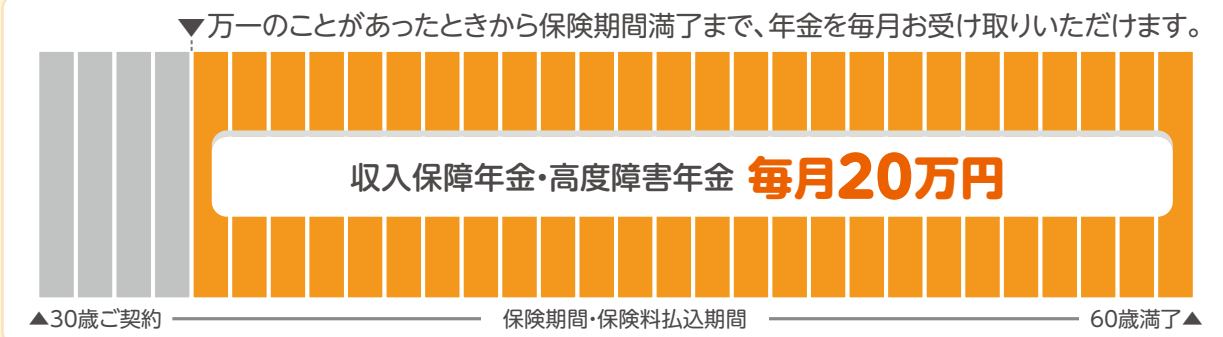 ▼万一のことがあったときから保険期間満了まで、年金を毎月お受け取りいただけます。
収入保障年金・高度障害年金 毎月20万円
▲30歳ご契約 保険期間・保険料払込期間 60歳満了▲